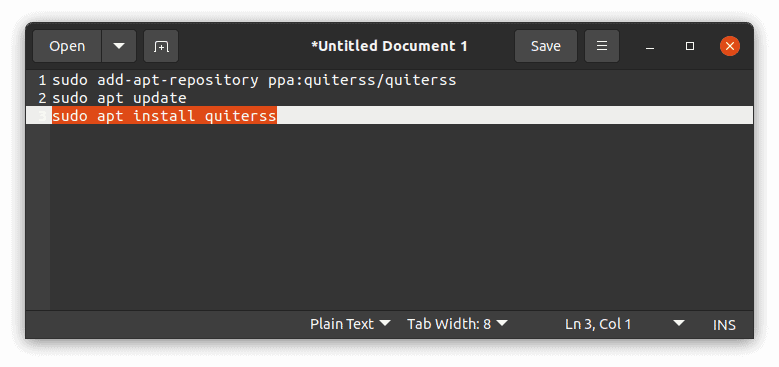 Open
*Untitled Document 1
Save
1 sudo add-apt-repository ppa:quiterss/quiterss
2 sudo apt update
3 sudo apt install quiterss
Plain Text Tab Width: 8 Ln 3, Col 1 INS